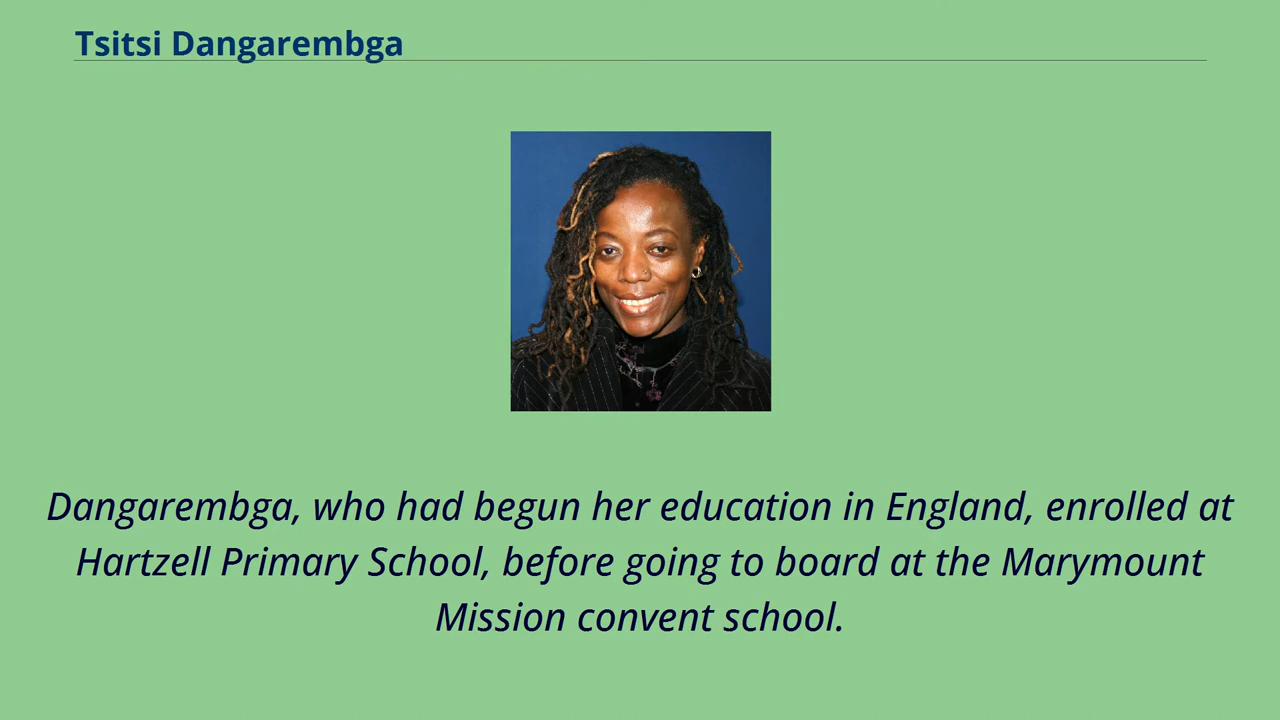 Tsitsi Dangarembga
Dangarembga, who had begun her education in England, enrolled at
Hartzell Primary School, before going to board at the Marymount
Mission convent school.